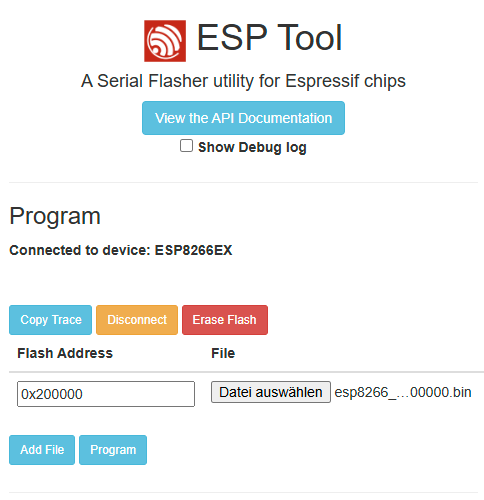 ESP Tool
A Serial Flasher utility for Espressif chips
View the API Documentation
Show Debug log
Program
Connected to device: ESP8266EX
Copy Trace Disconnect Erase Flash
Flash Address File
0x200000 Datei auswählen esp8266_...00000.bin
Add File Program